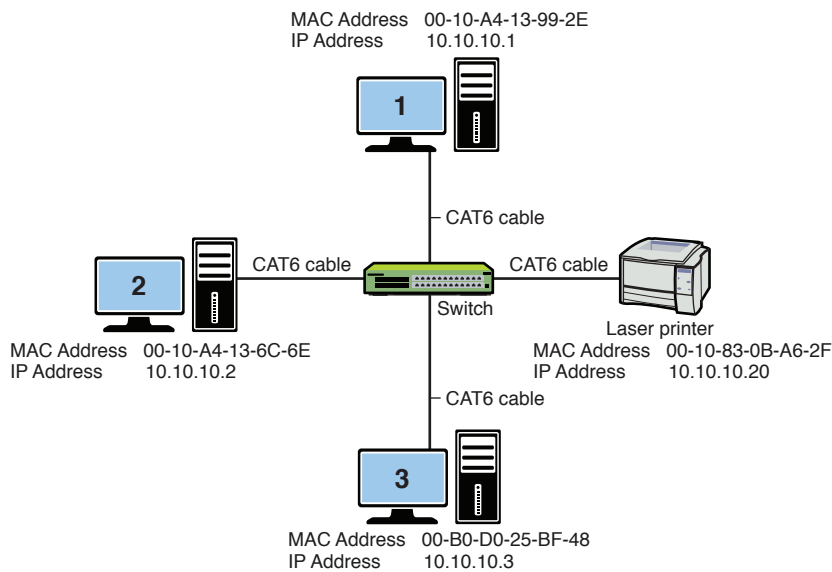 MAC Address 00-10-A4-13-99-2E
IP Address 10.10.10.1
1
CAT6 cable
2
CAT6 cable
CAT6 cable
Switch
Laser printer
MAC Address 00-10-A4-13-6C-6E
IP Address 10.10.10.2
MAC Address 00-10-83-0B-A6-2F
IP Address 10.10.10.20
CAT6 cable
3
MAC Address 00-B0-D0-25-BF-48
IP Address 10.10.10.3